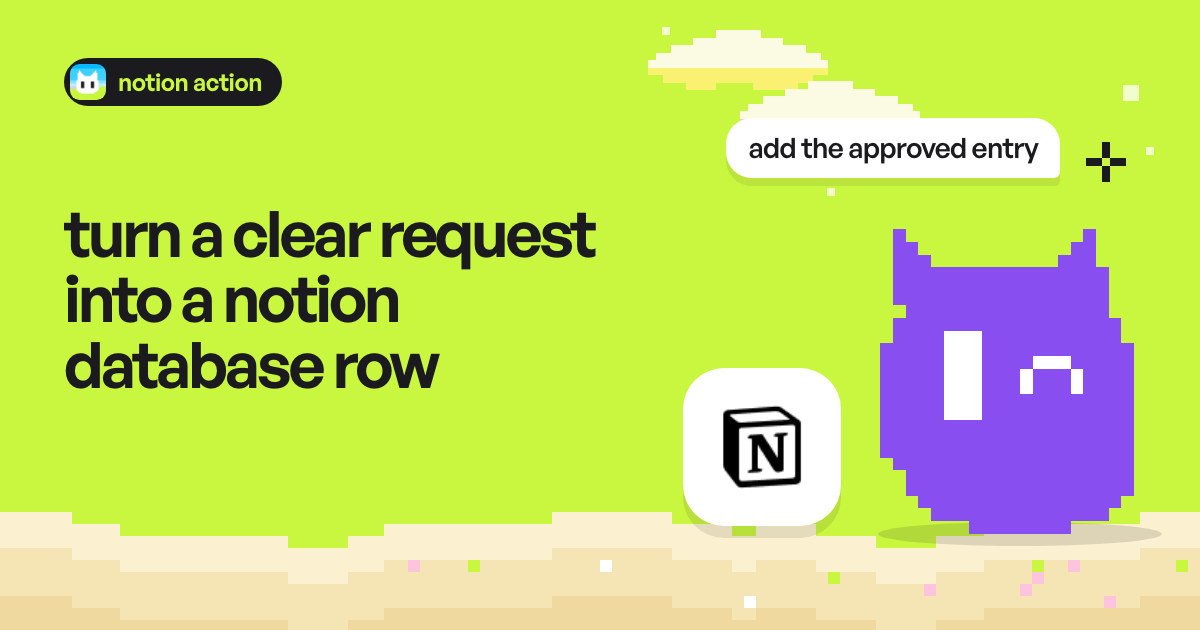 notion action
add the approved entry
turn a clear request
into a notion
database row
N